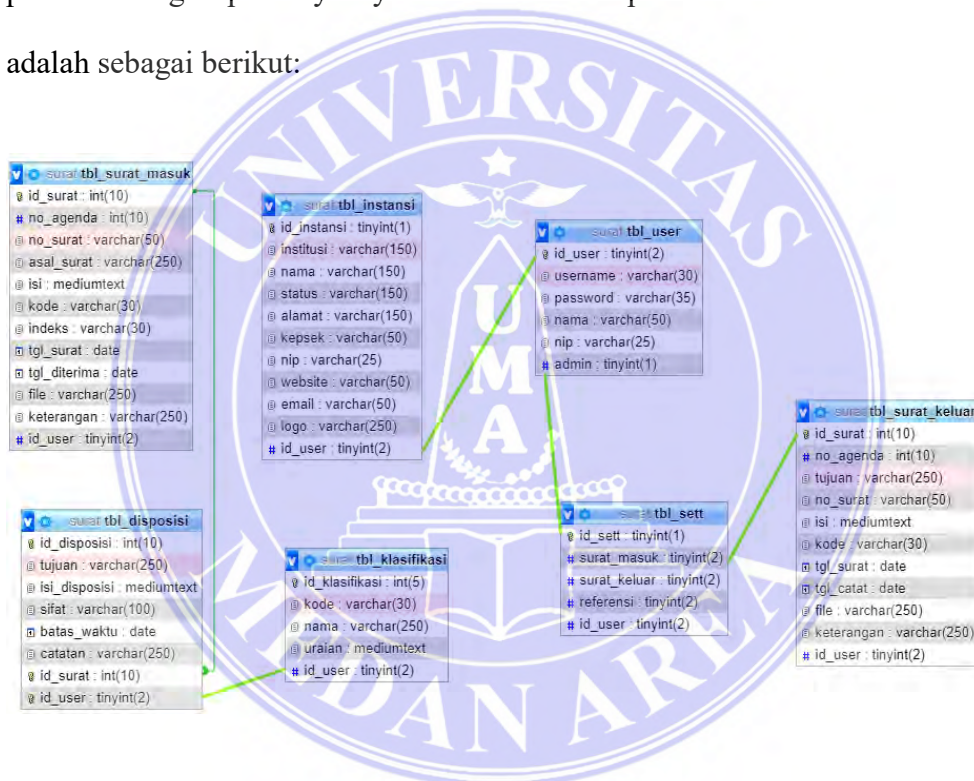 adalah sebagai berikut:
UNIVERSITAS
MEDAN AREA
UMA
surat tbl_surat_masuk
id_surat : int(10)
# no_agenda : int(10)
no_surat : varchar(50)
asal_surat : varchar(250)
isi : mediumtext
kode : varchar(30)
indeks : varchar(30)
tgl_surat : date
tgl_diterima : date
file : varchar(250)
keterangan : varchar(250)
# id_user : tinyint(2)
surat tbl_instansi
id_instansi : tinyint(1)
institusi : varchar(150)
nama : varchar(150)
status : varchar(150)
alamat : varchar(150)
kepsek : varchar(50)
nip : varchar(25)
website : varchar(50)
email : varchar(50)
logo : varchar(250)
# id_user : tinyint(2)
surat tbl_user
id_user : tinyint(2)
username : varchar(30)
password : varchar(35)
nama : varchar(50)
nip : varchar(25)
# admin : tinyint(1)
surat tbl_surat_keluar
id_surat : int(10)
# no_agenda : int(10)
tujuan : varchar(250)
no_surat : varchar(50)
isi : mediumtext
kode : varchar(30)
tgl_surat : date
tgl_catat : date
file : varchar(250)
keterangan : varchar(250)
# id_user : tinyint(2)
surat tbl_disposisi
id_disposisi : int(10)
tujuan : varchar(250)
isi_disposisi : mediumtext
sifat : varchar(100)
batas_waktu : date
catatan : varchar(250)
id_surat : int(10)
id_user : tinyint(2)
surat tbl_klasifikasi
id_klasifikasi : int(5)
kode : varchar(30)
nama : varchar(250)
uraian : mediumtext
# id_user : tinyint(2)
surat tbl_sett
id_sett : tinyint(1)
# surat_masuk : tinyint(2)
# surat_keluar : tinyint(2)
# referensi : tinyint(2)
# id_user : tinyint(2)